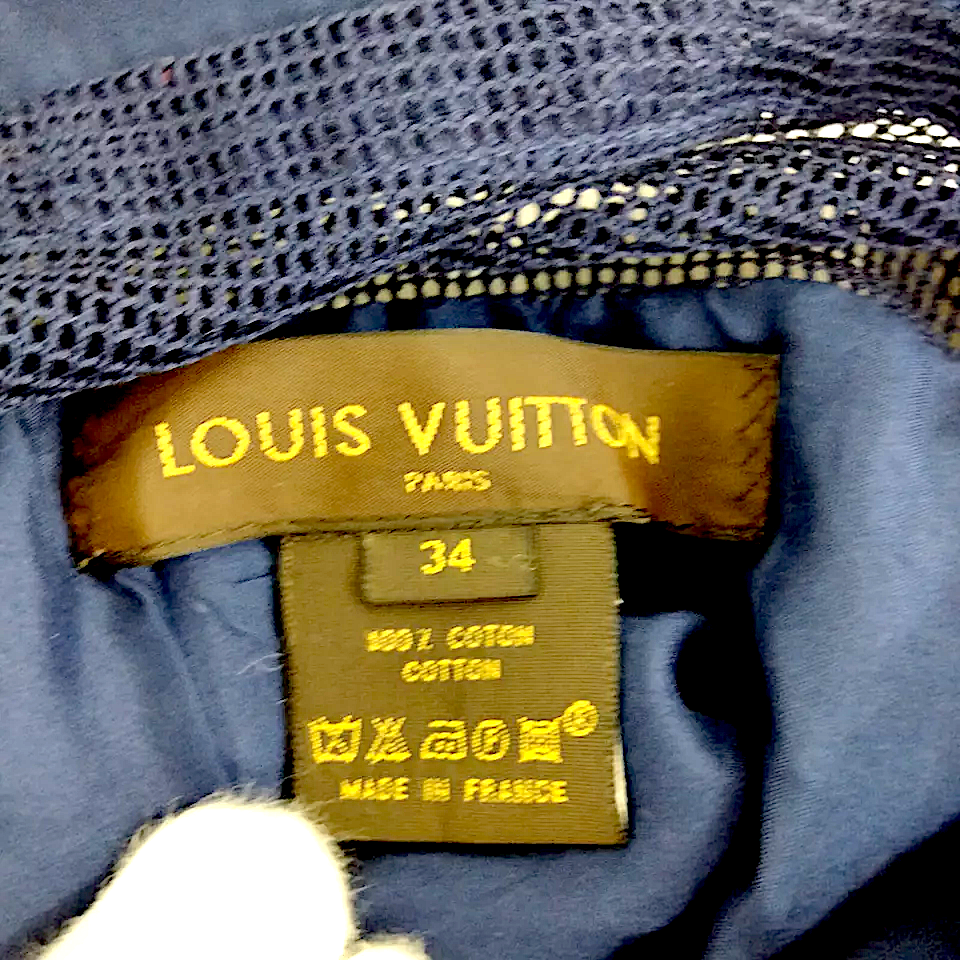 LOUIS VUITTON
PARIS
34
100% COTON
COTTON
MADE IN FRANCE